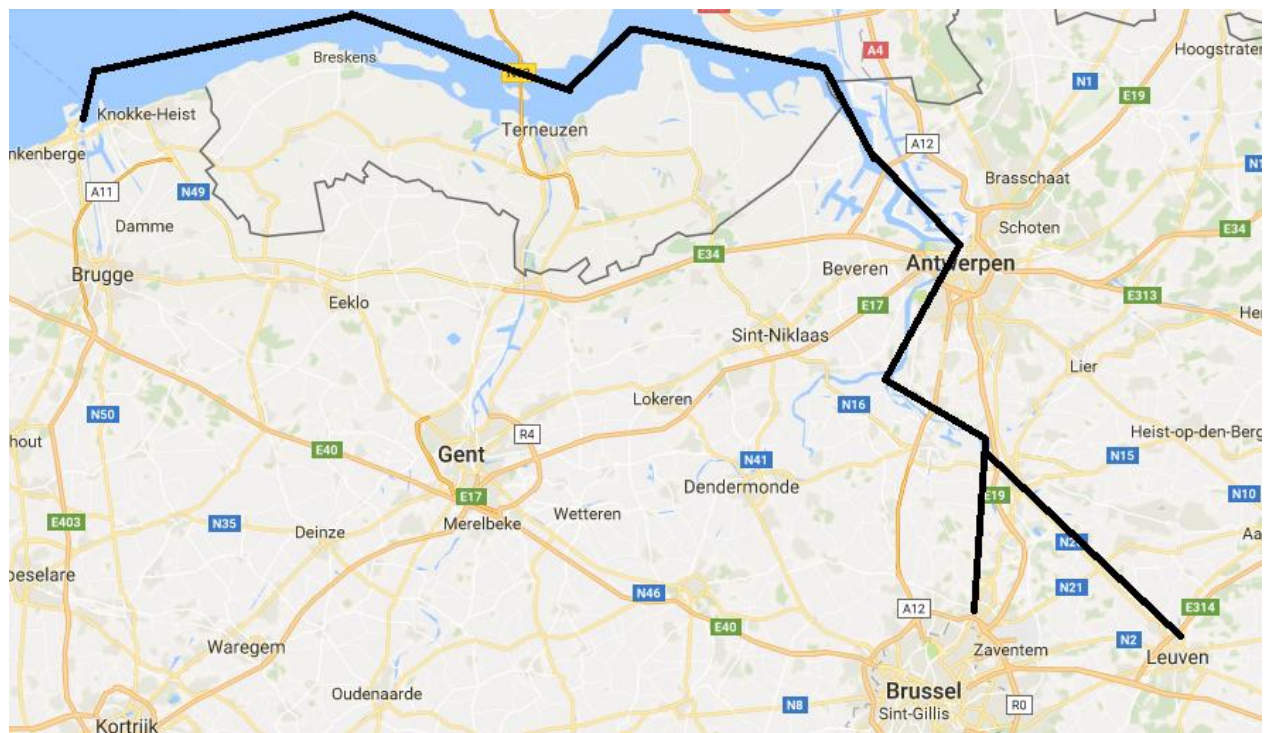 A4
Hoogstraten
Breskens
N1
E19
Knokke-Heist
Terneuzen
A12
nkenberge
A11
N49
Brasschaat
Damme
Schoten
E34
E34
Brugge
Beveren
Antwerpen
Eeklo
E17
E313
Sint-Niklaas
Lier
Lokeren
N16
N50
R4
hout
Heist-op-den-Berg
E40
Gent
N41
N15
Dendermonde
E17
E19
N10
E403
N35
Merelbeke
Wetteren
Deinze
Aa
eselare
N46
N21
A12
E314
E40
N2
Waregem
Zaventem
Leuven
Oudenaarde
Brussel
N8
R0
Sint-Gillis
Kortrijk